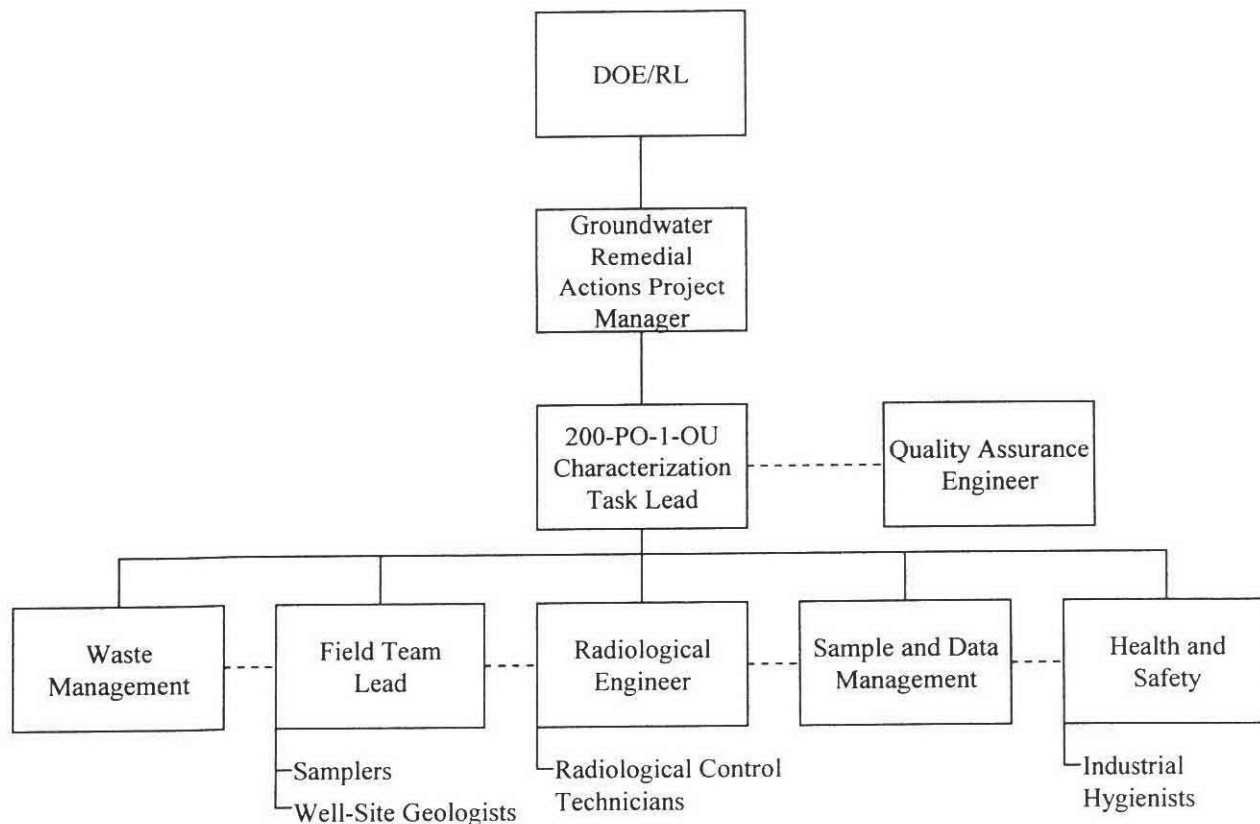 DOE/RL
Groundwater
Remedial
Actions Project
Manager
200-PO-1-OU
Characterization
Task Lead
Quality Assurance
Engineer
Waste
Management
Field Team
Lead
Radiological
Engineer
Sample and Data
Management
Health and
Safety
Samplers
Well-Site Geologists
Radiological Control
Technicians
Industrial
Hygienists